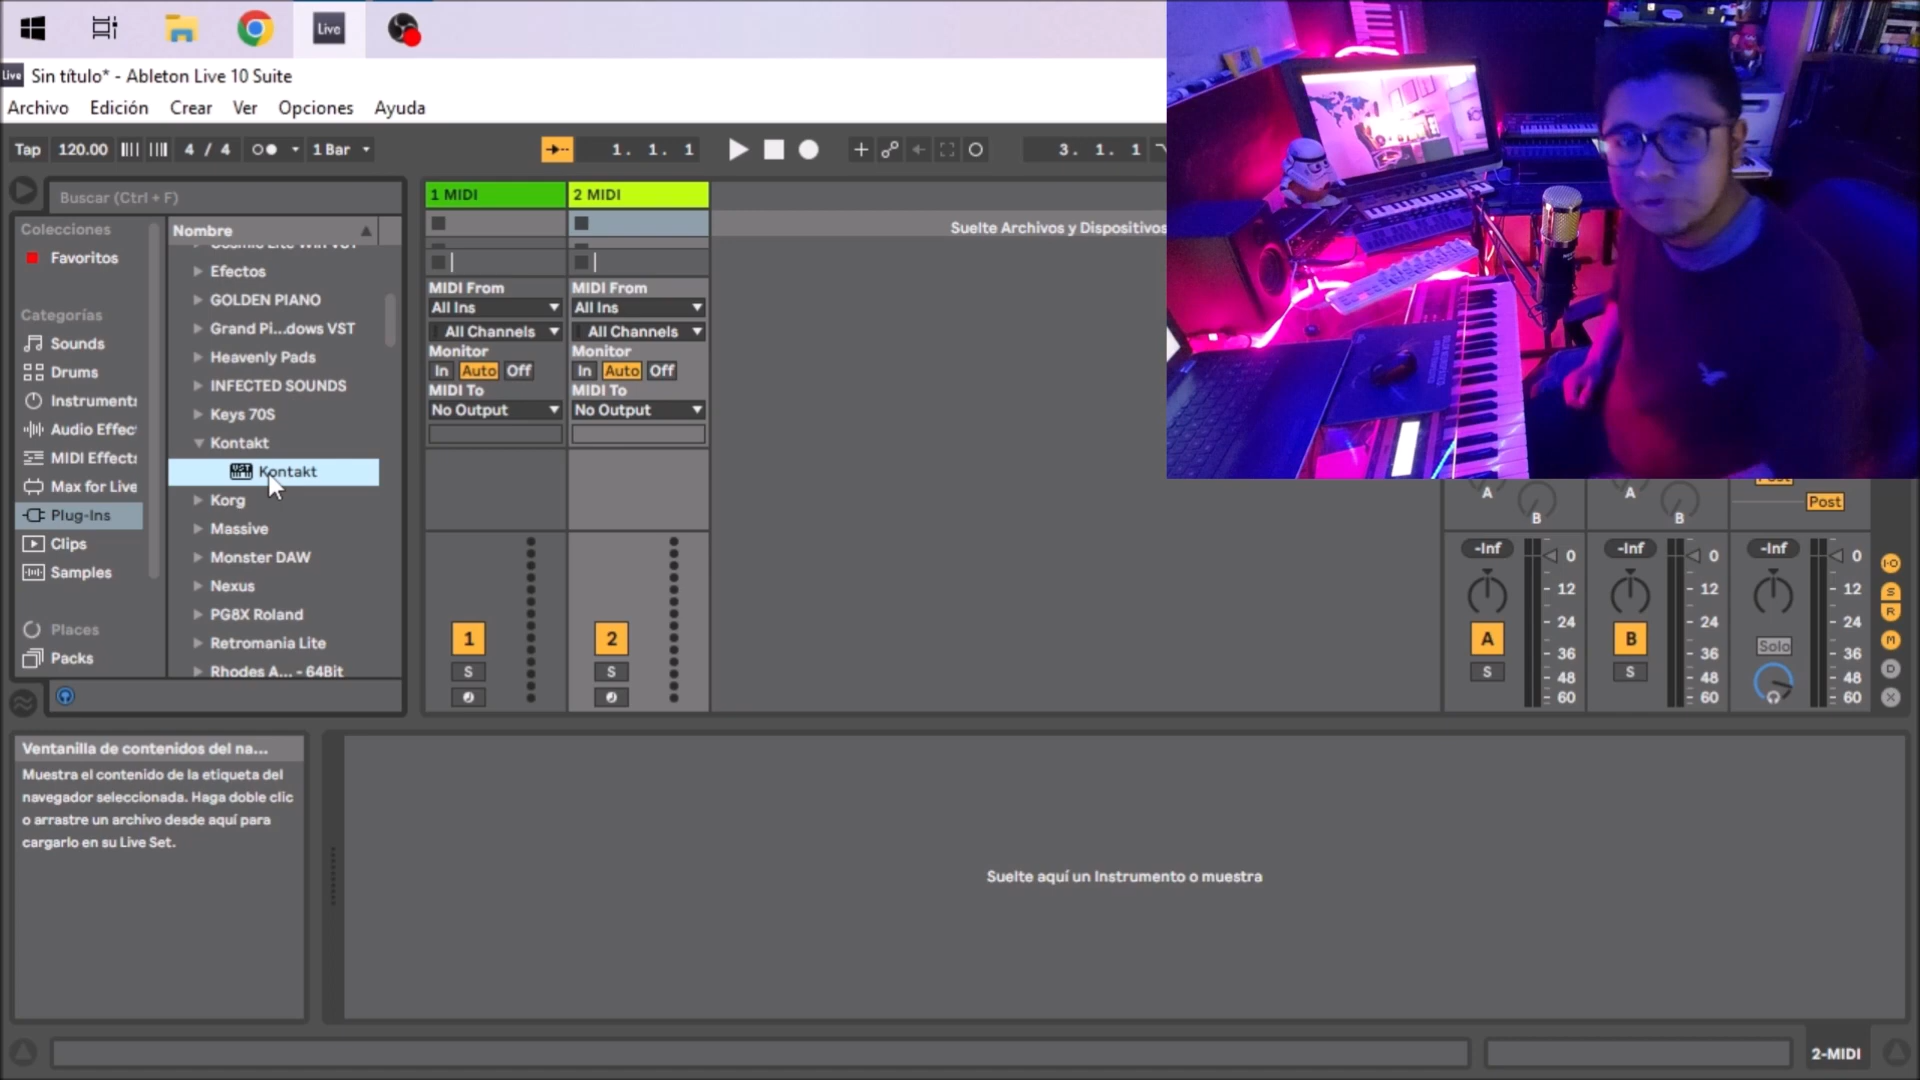 Live
Live Sin título* - Ableton Live 10 Suite
Archivo Edición Crear Ver Opciones Ayuda
Tap 120.00 4 / 4 1 Bar 1. 1. 1 3. 1. 1
Buscar (Ctrl + F)
Colecciones
Favoritos
Categorías
Sounds
Drums
Instruments
Audio Effec
MIDI Effects
Max for Live
Plug-Ins
Clips
Samples
Places
Packs
Nombre
Cosmic Lite Win VST
Efectos
GOLDEN PIANO
Grand Pi...dows VST
Heavenly Pads
INFECTED SOUNDS
Keys 70S
Kontakt
VST Kontakt
Korg
Massive
Monster DAW
Nexus
PG8X Roland
Retromania Lite
Rhodes A... - 64Bit
1 MIDI 2 MIDI
MIDI From MIDI From
All Ins All Ins
All Channels All Channels
Monitor Monitor
In Auto Off In Auto Off
MIDI To MIDI To
No Output No Output
1 2
S S
Suelte Archivos y Dispositivos
A A Post
B B Post
-Inf -Inf -Inf
0 0 0
12 12 12
24 24 24
36 36 36
48 48 48
60 60 60
A B Solo
S S
I·O
S
R
M
D
X
Ventanilla de contenidos del na...
Muestra el contenido de la etiqueta del
navegador seleccionada. Haga doble clic
o arrastre un archivo desde aquí para
cargarlo en su Live Set.
Suelte aquí un Instrumento o muestra
2-MIDI